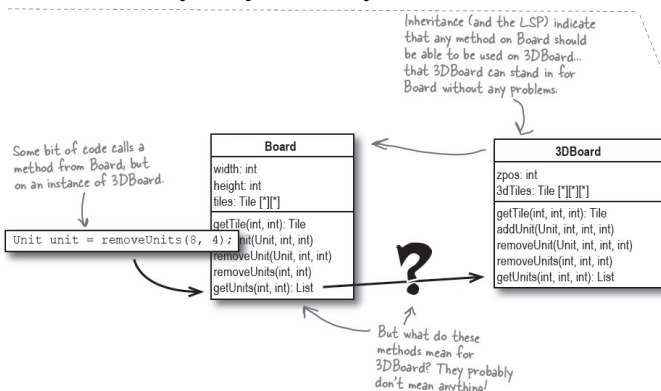 Inheritance (and the LSP) indicate
that any method on Board should
be able to be used on 3DBoard...
that 3DBoard can stand in for
Board without any problems.
Some bit of code calls a
method from Board, but
on an instance of 3DBoard.
Unit unit = removeUnits(8, 4);
Board
width: int
height: int
tiles: Tile [*][*]
getTile(int, int): Tile
nit(Unit, int, int)
removeUnit(Unit, int, int)
removeUnits(int, int)
getUnits(int, int): List
?
3DBoard
zpos: int
3dTiles: Tile [*][*][*]
getTile(int, int, int): Tile
addUnit(Unit, int, int, int)
removeUnit(Unit, int, int, int)
removeUnits(int, int, int)
getUnits(int, int, int): List
But what do these
methods mean for
3DBoard? They probably
don't mean anything!